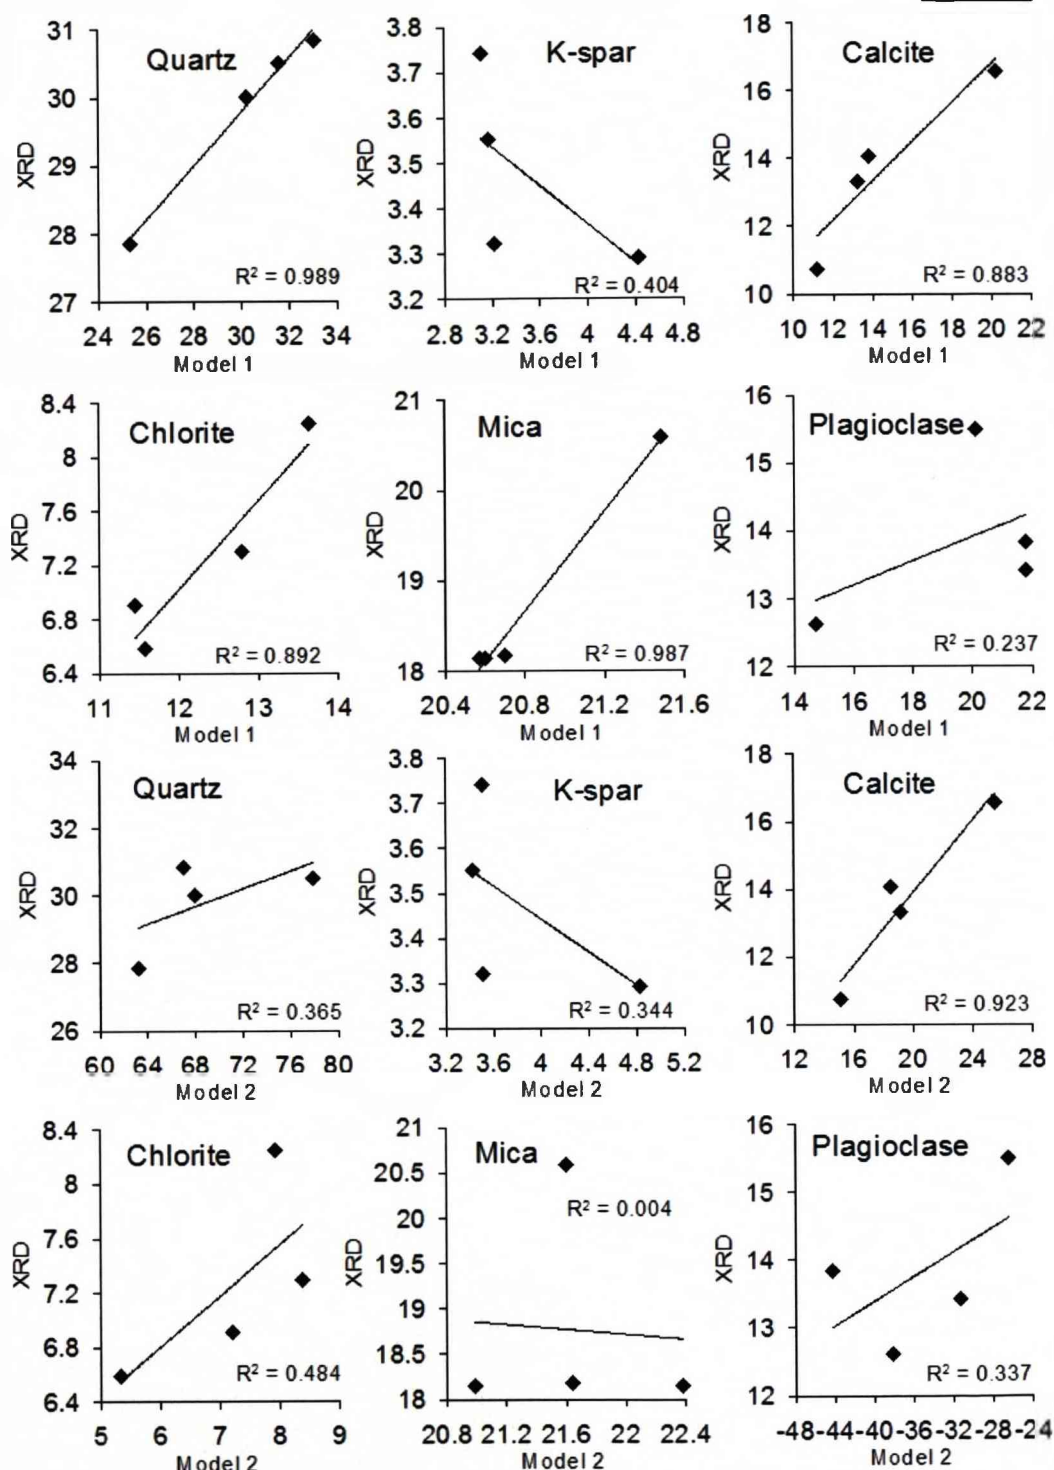 Quartz
XRD
31
30
29
28
27
R² = 0.989
24 26 28 30 32 34
Model 1
K-spar
XRD
3.8
3.7
3.6
3.5
3.4
3.3
3.2
R² = 0.404
2.8 3.2 3.6 4 4.4 4.8
Model 1
Calcite
XRD
18
16
14
12
10
R² = 0.883
10 12 14 16 18 20 22
Model 1
Chlorite
XRD
8.4
8
7.6
7.2
6.8
6.4
R² = 0.892
11 12 13 14
Model 1
Mica
XRD
21
20
19
18
R² = 0.987
20.4 20.8 21.2 21.6
Model 1
Plagioclase
XRD
16
15
14
13
12
R² = 0.237
14 16 18 20 22
Model 1
Quartz
XRD
34
32
30
28
26
R² = 0.365
60 64 68 72 76 80
Model 2
K-spar
XRD
3.8
3.7
3.6
3.5
3.4
3.3
3.2
R² = 0.344
3.2 3.6 4 4.4 4.8 5.2
Model 2
Calcite
XRD
18
16
14
12
10
R² = 0.923
12 16 20 24 28
Model 2
Chlorite
XRD
8.4
8
7.6
7.2
6.8
6.4
R² = 0.484
5 6 7 8 9
Model 2
Mica
XRD
21
20.5
20
19.5
19
18.5
18
R² = 0.004
20.8 21.2 21.6 22 22.4
Model 2
Plagioclase
XRD
16
15
14
13
12
R² = 0.337
-48 -44 -40 -36 -32 -28 -24
Model 2